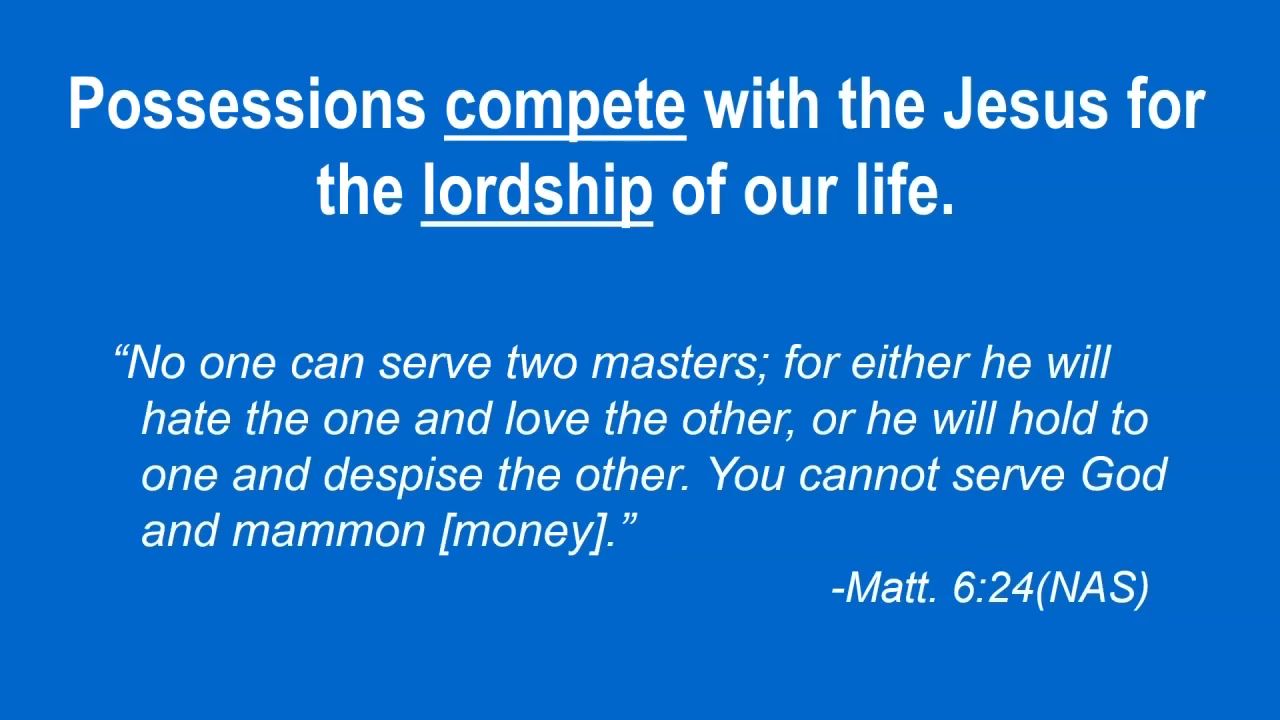 Possessions compete with the Jesus for
the lordship of our life.
“No one can serve two masters; for either he will
hate the one and love the other, or he will hold to
one and despise the other. You cannot serve God
and mammon [money].”
-Matt. 6:24(NAS)